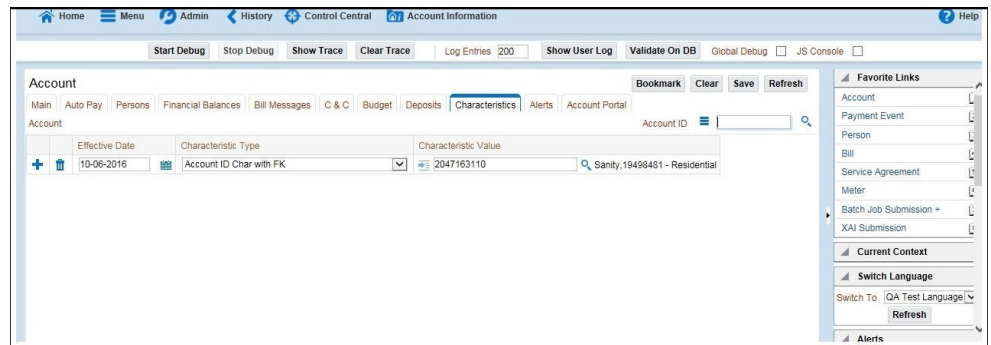 Home Menu Admin History Control Central Account Information Help
Start Debug Stop Debug Show Trace Clear Trace Log Entries 200 Show User Log Validate On DB Global Debug JS Console
Account Bookmark Clear Save Refresh
Main Auto Pay Persons Financial Balances Bill Messages C & C Budget Deposits Characteristics Alerts Account Portal
Account Account ID
Effective Date Characteristic Type Characteristic Value
10-06-2016 Account ID Char with FK 2047163110 Sanity,19498481 - Residential
Favorite Links
Account
Payment Event
Person
Bill
Service Agreement
Meter
Batch Job Submission +
XAI Submission
Current Context
Switch Language
Switch To QA Test Language
Refresh
Alerts